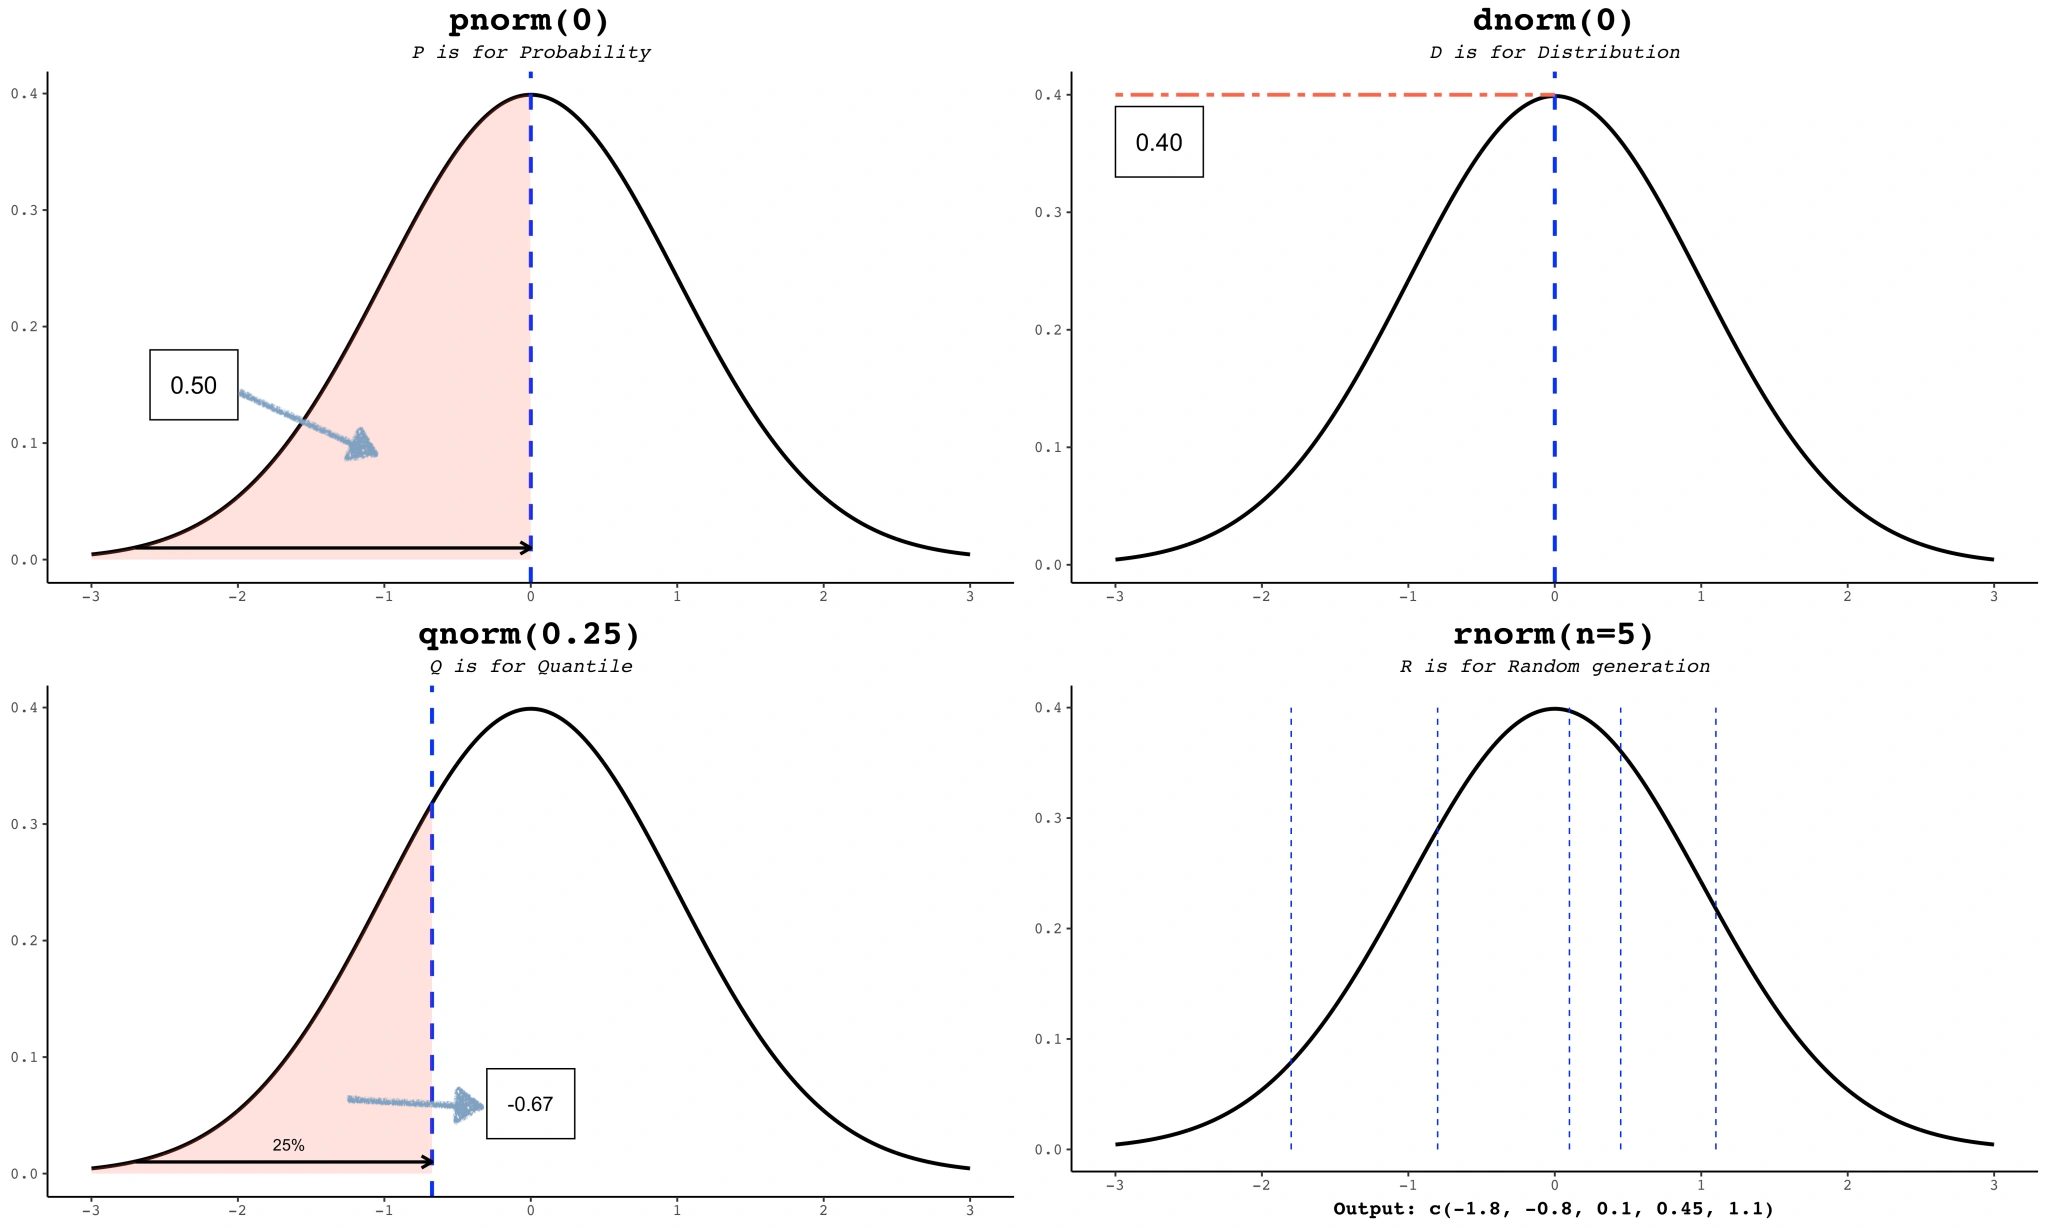 pnorm(0)
P is for Probability
0.4
0.3
0.2
0.1
0.0
0.50
-3 -2 -1 0 1 2 3
dnorm(0)
D is for Distribution
0.4
0.3
0.2
0.1
0.0
0.40
-3 -2 -1 0 1 2 3
qnorm(0.25)
Q is for Quantile
0.4
0.3
0.2
0.1
0.0
-0.67
25%
-3 -2 -1 0 1 2 3
rnorm(n=5)
R is for Random generation
0.4
0.3
0.2
0.1
0.0
-3 -2 -1 0 1 2 3
Output: c(-1.8, -0.8, 0.1, 0.45, 1.1)